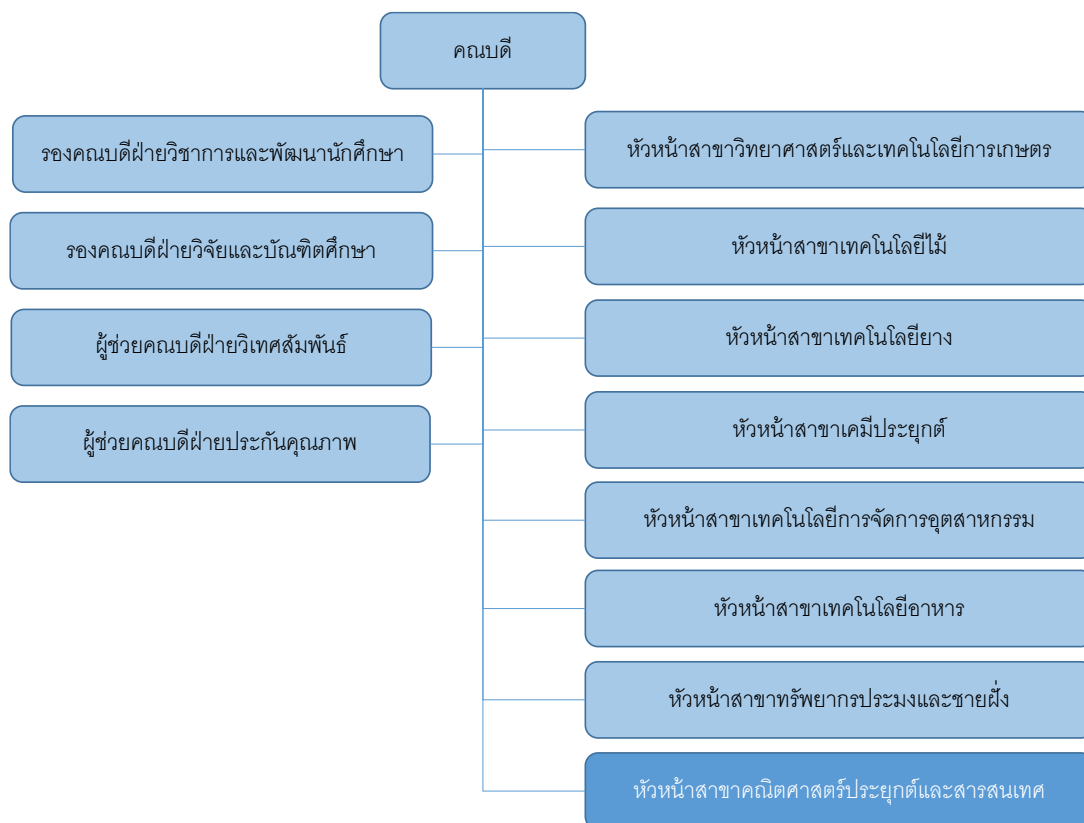 คณบดี
รองคณบดีฝ่ายวิชาการและพัฒนานักศึกษา
รองคณบดีฝ่ายวิจัยและบัณฑิตศึกษา
ผู้ช่วยคณบดีฝ่ายวิเทศสัมพันธ์
ผู้ช่วยคณบดีฝ่ายประกันคุณภาพ
หัวหน้าสาขาวิทยาศาสตร์และเทคโนโลยีการเกษตร
หัวหน้าสาขาเทคโนโลยีไม้
หัวหน้าสาขาเทคโนโลยียาง
หัวหน้าสาขาเคมีประยุกต์
หัวหน้าสาขาเทคโนโลยีการจัดการอุตสาหกรรม
หัวหน้าสาขาเทคโนโลยีอาหาร
หัวหน้าสาขาทรัพยากรประมงและชายฝั่ง
หัวหน้าสาขาคณิตศาสตร์ประยุกต์และสารสนเทศ